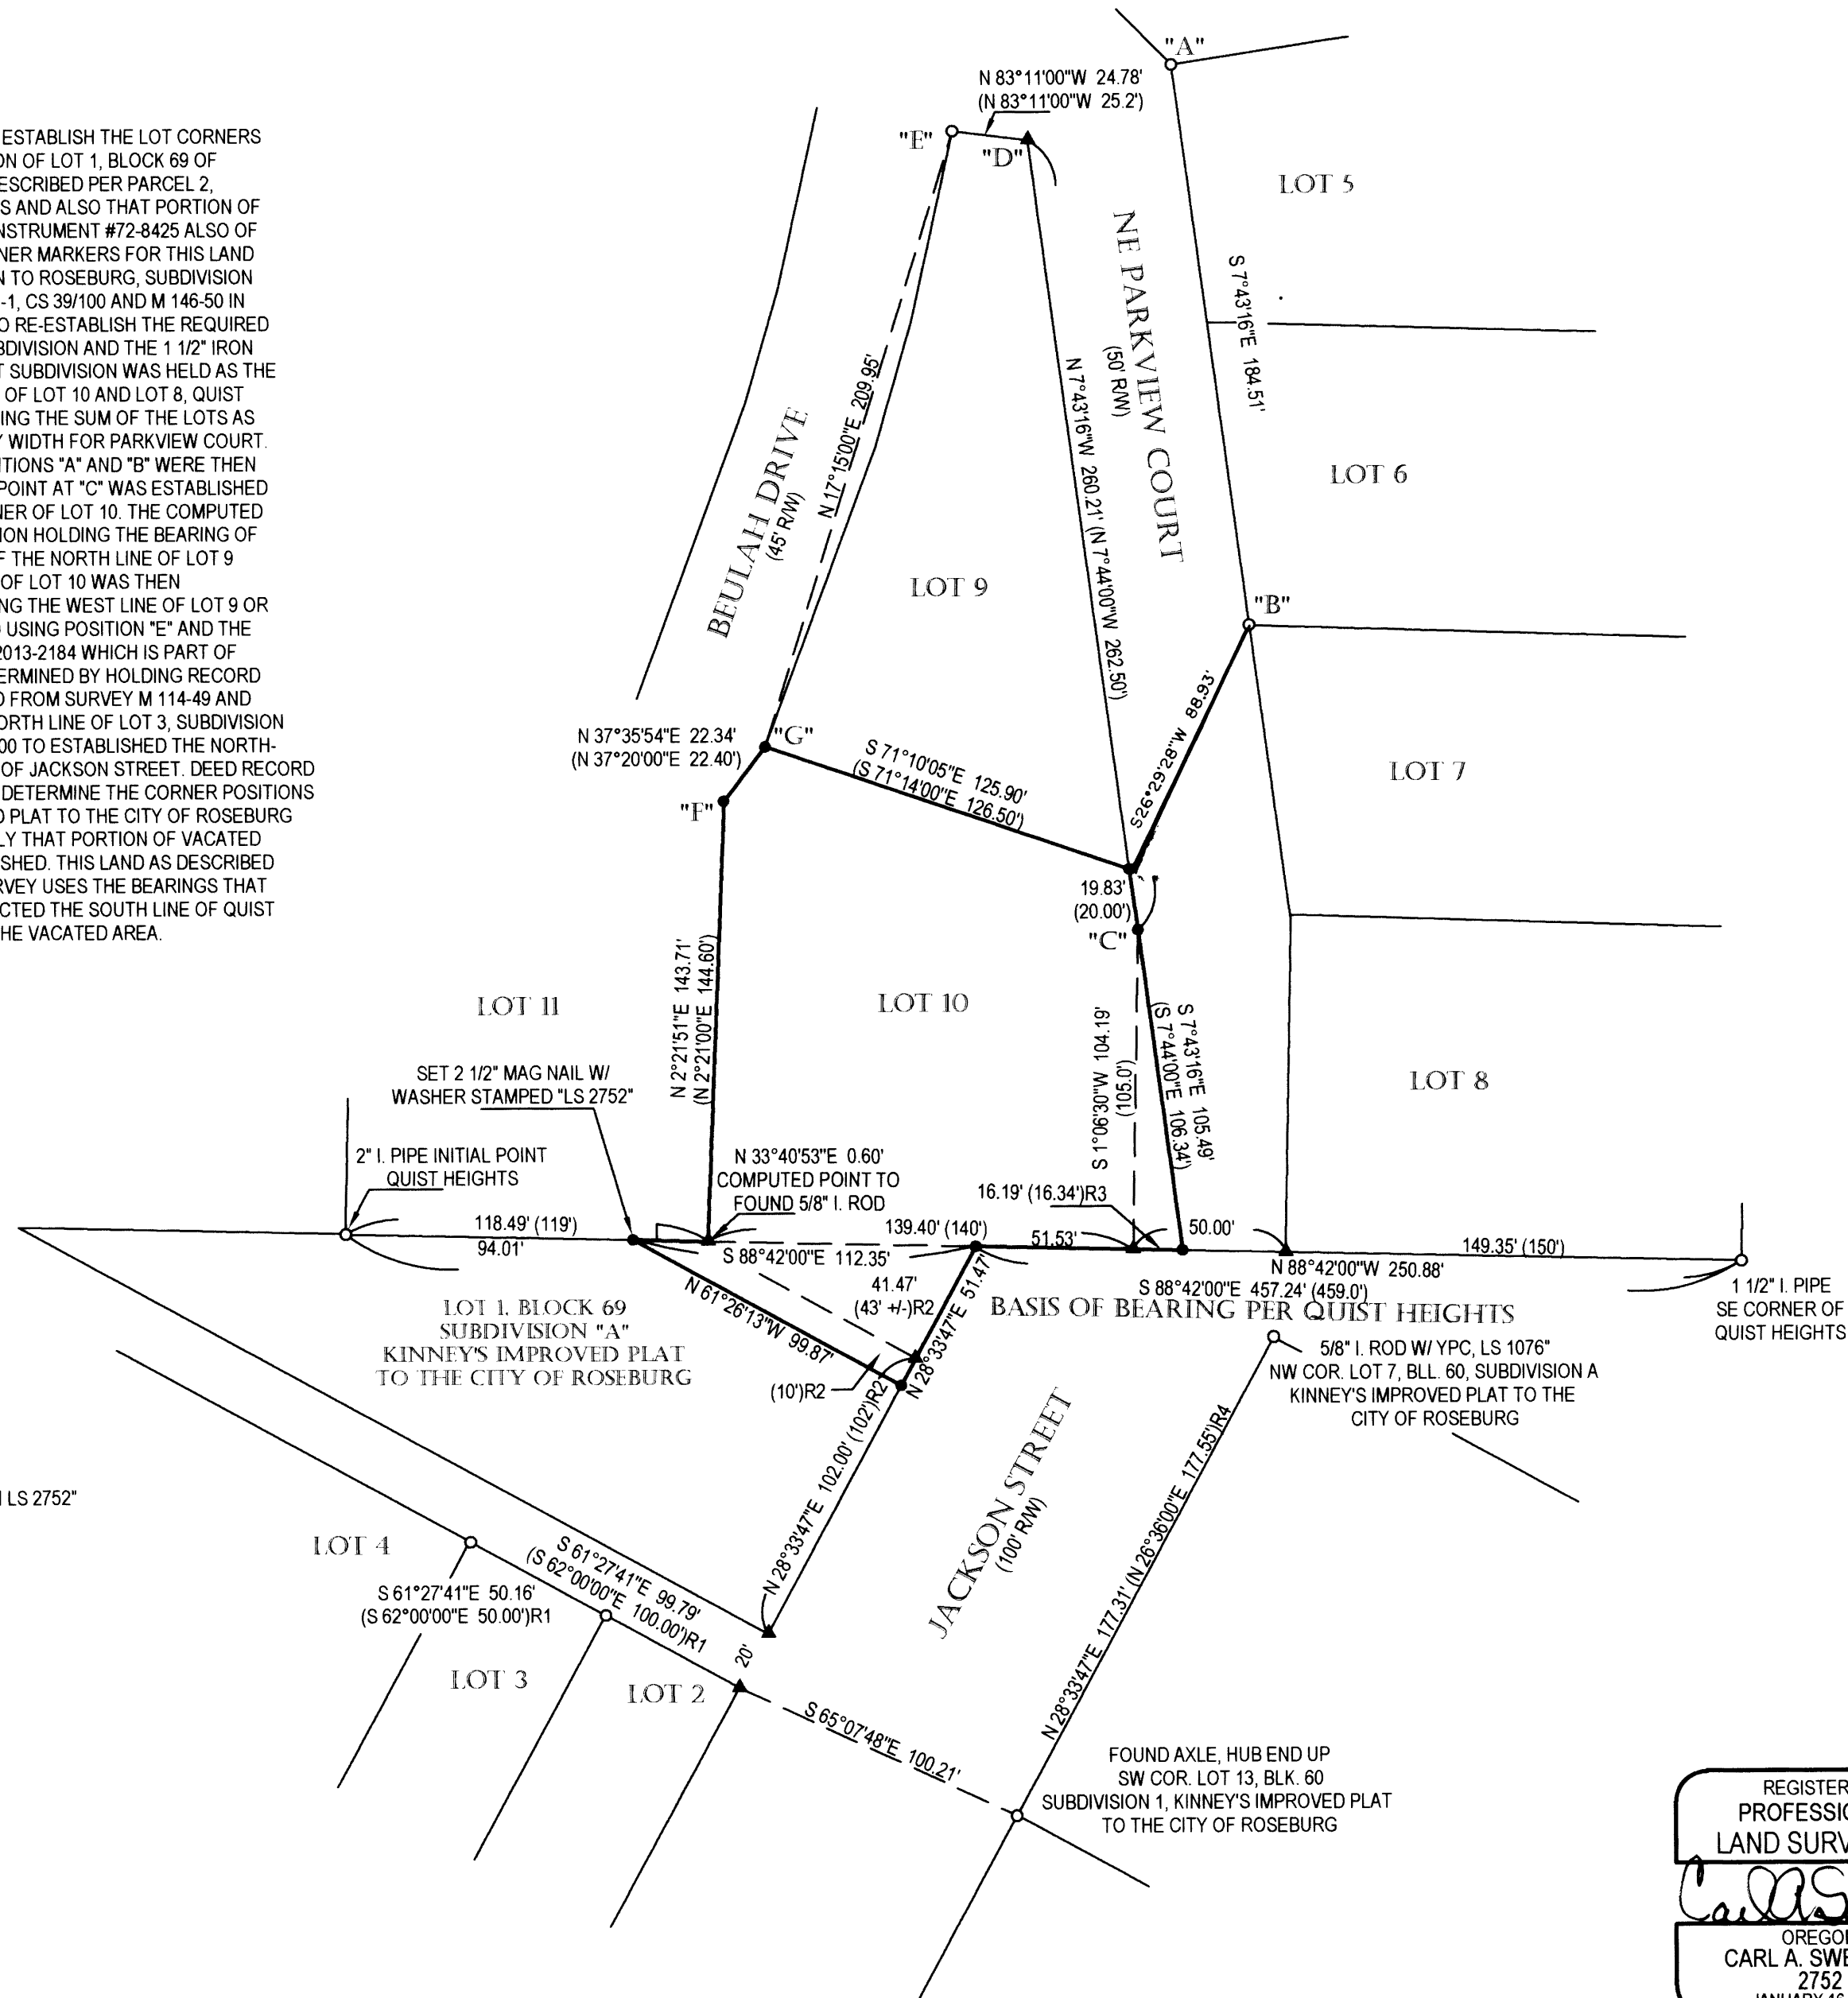 ESTABLISH THE LOT CORNERS
ON OF LOT 1, BLOCK 69 OF
ESCRIBED PER PARCEL 2,
S AND ALSO THAT PORTION OF
NSTRUMENT #72-8425 ALSO OF
NER MARKERS FOR THIS LAND
N TO ROSEBURG, SUBDIVISION
-1, CS 39/100 AND M 146-50 IN
O RE-ESTABLISH THE REQUIRED
BDIVISION AND THE 1 1/2" IRON
T SUBDIVISION WAS HELD AS THE
OF LOT 10 AND LOT 8, QUIST
ING THE SUM OF THE LOTS AS
Y WIDTH FOR PARKVIEW COURT.
ITIONS "A" AND "B" WERE THEN
POINT AT "C" WAS ESTABLISHED
NER OF LOT 10. THE COMPUTED
ION HOLDING THE BEARING OF
F THE NORTH LINE OF LOT 9
OF LOT 10 WAS THEN
NG THE WEST LINE OF LOT 9 OR
USING POSITION "E" AND THE
2013-2184 WHICH IS PART OF
ERMINED BY HOLDING RECORD
D FROM SURVEY M 114-49 AND
ORTH LINE OF LOT 3, SUBDIVISION
00 TO ESTABLISHED THE NORTH-
OF JACKSON STREET. DEED RECORD
DETERMINE THE CORNER POSITIONS
D PLAT TO THE CITY OF ROSEBURG
LY THAT PORTION OF VACATED
SHED. THIS LAND AS DESCRIBED
RVEY USES THE BEARINGS THAT
CTED THE SOUTH LINE OF QUIST
HE VACATED AREA.
"A"
N 83°11'00"W 24.78'
(N 83°11'00"W 25.2')
"E"
"D"
LOT 5
NE PARKVIEW COURT
(50' R/W)
S 7°43'16"E 184.51'
N 7°43'16"W 260.21' (N 7°44'00"W 262.50')
N 17°15'00"E 209.95'
BEULAH DRIVE
(45' R/W)
LOT 6
LOT 9
"B"
S26°29'28"W 88.93'
LOT 7
N 37°35'54"E 22.34'
(N 37°20'00"E 22.40')
"G"
S 71°10'05"E 125.90'
(S 71°14'00"E 126.50')
"F"
19.83'
(20.00')
"C"
N 2°21'51"E 143.71'
(N 2°21'00"E 144.60')
LOT 11
LOT 10
S 1°06'30"W 104.19'
(105.0')
S 7°43'16"E 105.49'
(S 7°44'00"E 106.34')
LOT 8
SET 2 1/2" MAG NAIL W/
WASHER STAMPED "LS 2752"
2" I. PIPE INITIAL POINT
QUIST HEIGHTS
N 33°40'53"E 0.60'
COMPUTED POINT TO
FOUND 5/8" I. ROD
16.19' (16.34')R3
118.49' (119')
94.01'
139.40' (140')
S 88°42'00"E 112.35'
51.53'
50.00'
149.35' (150')
N 88°42'00"W 250.88'
S 88°42'00"E 457.24' (459.0')
BASIS OF BEARING PER QUIST HEIGHTS
1 1/2" I. PIPE
SE CORNER OF
QUIST HEIGHTS
41.47'
(43' +/-)R2
N 28°33'47"E 51.47'
N 61°26'13"W 99.87'
(10')R2
LOT 1, BLOCK 69
SUBDIVISION "A"
KINNEY'S IMPROVED PLAT
TO THE CITY OF ROSEBURG
5/8" I. ROD W/ YPC, LS 1076"
NW COR. LOT 7, BLL. 60, SUBDIVISION A
KINNEY'S IMPROVED PLAT TO THE
CITY OF ROSEBURG
N 28°33'47"E 102.00' (102')R2
JACKSON STREET
(100' R/W)
N 28°33'47"E 177.31' (N 26°36'00"E 177.55')R4
LS 2752"
LOT 4
S 61°27'41"E 99.79'
(S 62°00'00"E 100.00')R1
S 61°27'41"E 50.16'
(S 62°00'00"E 50.00')R1
20'
LOT 3
LOT 2
S 65°07'48"E 100.21'
FOUND AXLE, HUB END UP
SW COR. LOT 13, BLK. 60
SUBDIVISION 1, KINNEY'S IMPROVED PLAT
TO THE CITY OF ROSEBURG
REGISTER
PROFESSIO
LAND SURV
OREGO
CARL A. SWE
2752